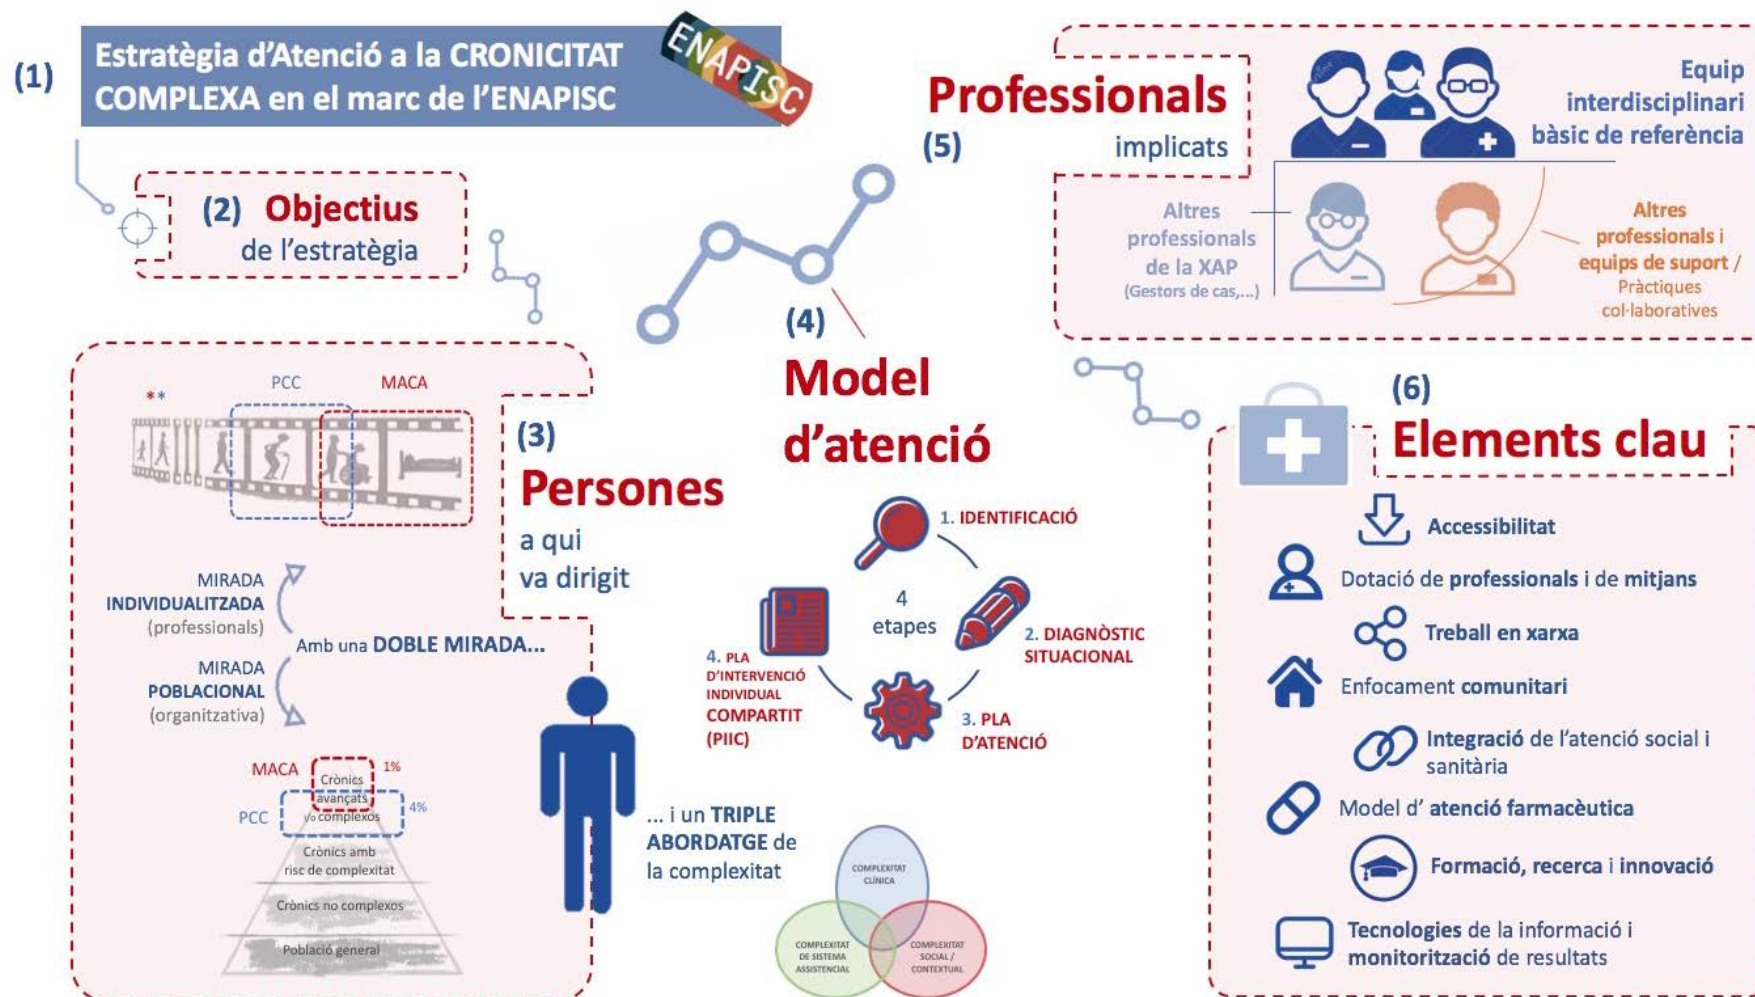 (1)
Estratègia d'Atenció a la CRONICITAT
COMPLEXA en el marc de l'ENAPISC
ENAPISC
(2) Objectius
de l'estratègia
(3)
Persones
a qui
va dirigit
**
PCC
MACA
MIRADA
INDIVIDUALITZADA
(professionals)
Amb una DOBLE MIRADA...
MIRADA
POBLACIONAL
(organitzativa)
MACA
1%
Crònics
avançats
PCC
i/o complexos
4%
Crònics amb
risc de complexitat
Crònics no complexos
Població general
... i un TRIPLE
ABORDATGE de
la complexitat
COMPLEXITAT
CLÍNICA
COMPLEXITAT
DE SISTEMA
ASSISTENCIAL
COMPLEXITAT
SOCIAL /
CONTEXTUAL
(4)
Model
d'atenció
4
etapes
1. IDENTIFICACIÓ
2. DIAGNÒSTIC
SITUACIONAL
3. PLA
D'ATENCIÓ
4. PLA
D'INTERVENCIÓ
INDIVIDUAL
COMPARTIT
(PIIC)
Professionals
(5)
implicats
Equip
interdisciplinari
bàsic de referència
Altres
professionals
de la XAP
(Gestors de cas,...)
Altres
professionals i
equips de suport /
Pràctiques
col·laboratives
(6)
Elements clau
Accessibilitat
Dotació de professionals i de mitjans
Treball en xarxa
Enfocament comunitari
Integració de l'atenció social i
sanitària
Model d' atenció farmacèutica
Formació, recerca i innovació
Tecnologies de la informació i
monitorització de resultats